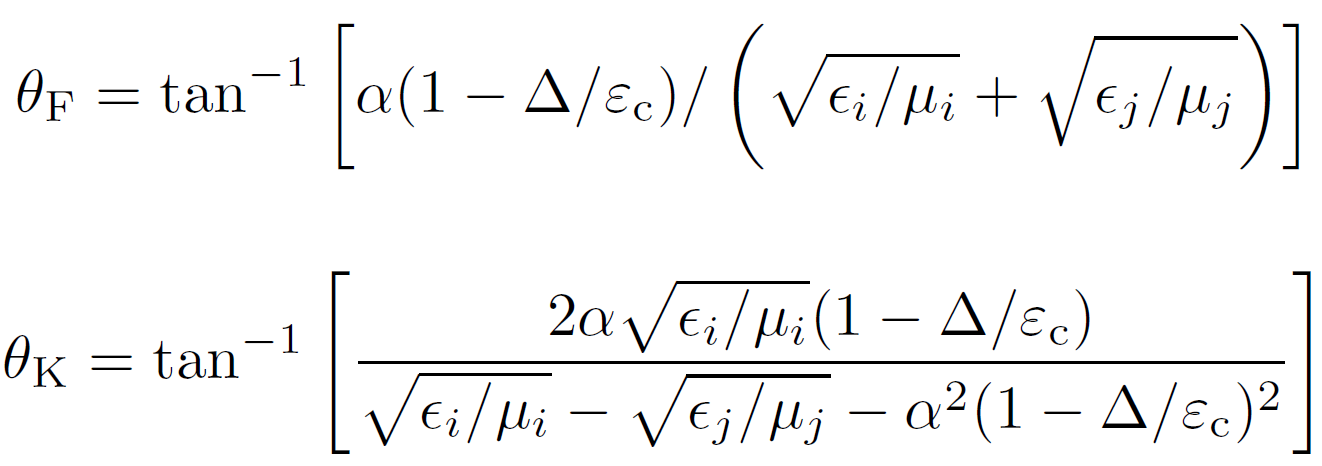 θ_F = tan⁻¹ [α(1 − Δ/ε_c)/ (√(ϵ_i/μ_i) + √(ϵ_j/μ_j))]
θ_K = tan⁻¹ [2α√(ϵ_i/μ_i)(1 − Δ/ε_c) / √(ϵ_i/μ_i) − √(ϵ_j/μ_j) − α²(1 − Δ/ε_c)²]